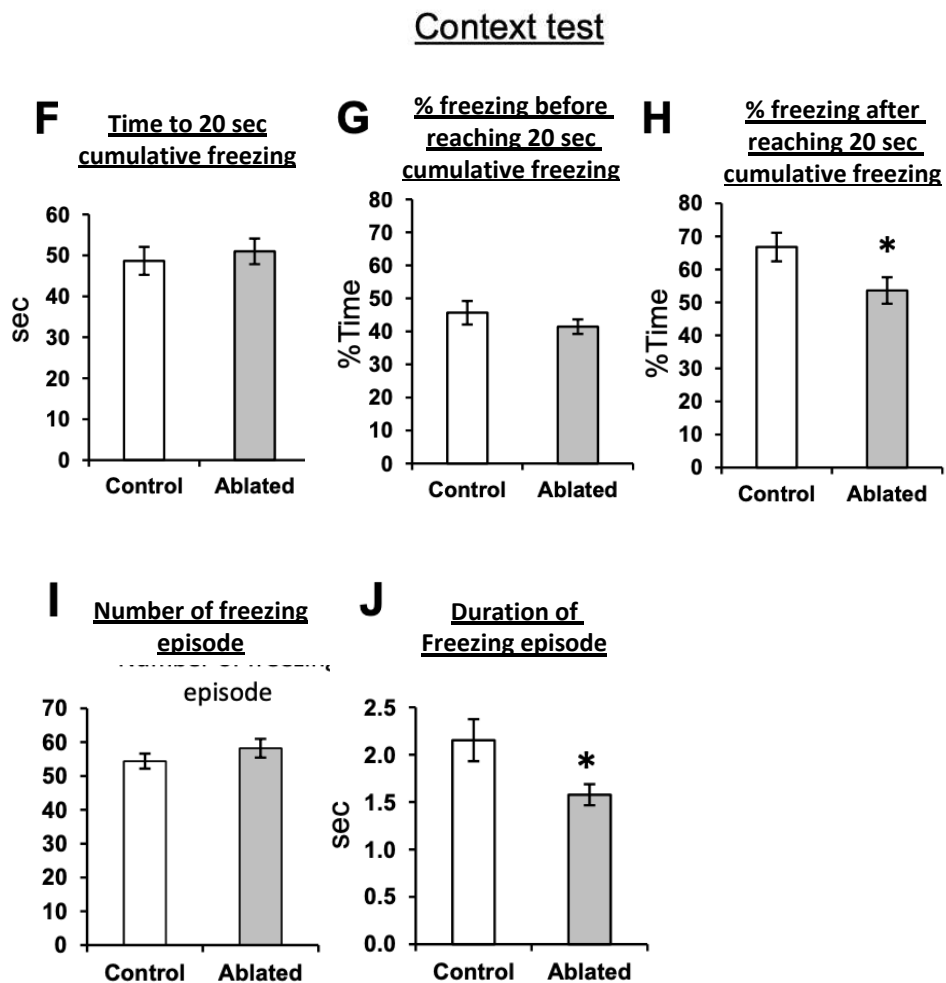 Context test
F
Time to 20 sec
cumulative freezing
60
50
40
30
20
10
0
sec
Control Ablated
G
% freezing before
reaching 20 sec
cumulative freezing
80
70
60
50
40
30
20
10
0
%Time
Control Ablated
H
% freezing after
reaching 20 sec
cumulative freezing
80
70
60
50
40
30
20
10
0
%Time
*
Control Ablated
I
Number of freezing
episode
Number of freezing
episode
70
60
50
40
30
20
10
0
Control Ablated
J
Duration of
Freezing episode
2.5
2.0
1.5
1.0
0.5
0.0
sec
*
Control Ablated